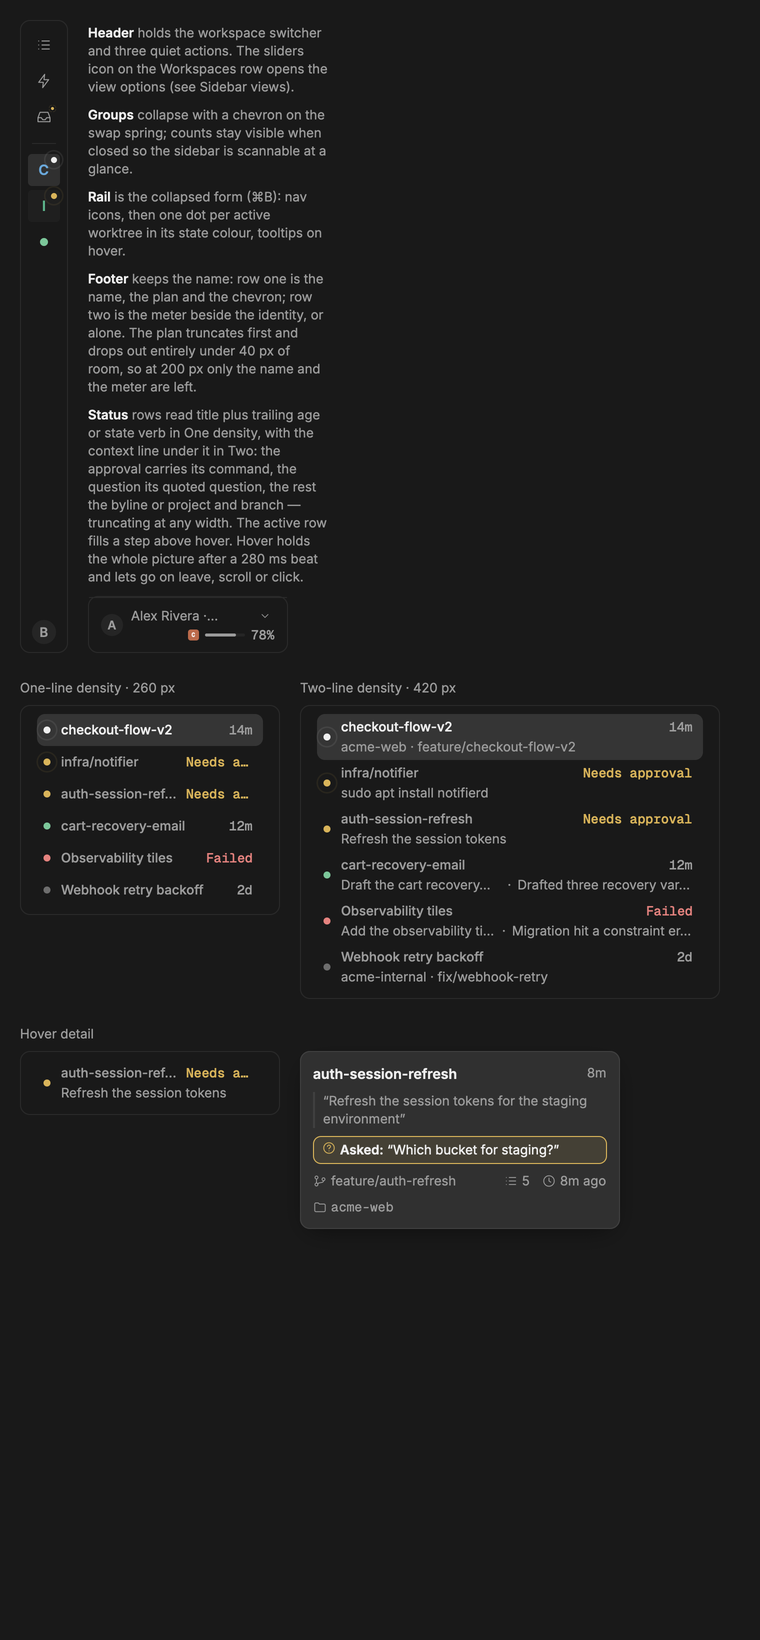 Header holds the workspace switcher
and three quiet actions. The sliders
icon on the Workspaces row opens the
view options (see Sidebar views).
Groups collapse with a chevron on the
swap spring; counts stay visible when
closed so the sidebar is scannable at a
glance.
C
I
Rail is the collapsed form (⌘B): nav
icons, then one dot per active
worktree in its state colour, tooltips on
hover.
Footer keeps the name: row one is the
name, the plan and the chevron; row
two is the meter beside the identity, or
alone. The plan truncates first and
drops out entirely under 40 px of
room, so at 200 px only the name and
the meter are left.
Status rows read title plus trailing age
or state verb in One density, with the
context line under it in Two: the
approval carries its command, the
question its quoted question, the rest
the byline or project and branch —
truncating at any width. The active row
fills a step above hover. Hover holds
the whole picture after a 280 ms beat
and lets go on leave, scroll or click.
B
A
Alex Rivera ·…
C 78%
One-line density · 260 px
checkout-flow-v2 14m
infra/notifier Needs a…
auth-session-ref… Needs a…
cart-recovery-email 12m
Observability tiles Failed
Webhook retry backoff 2d
Two-line density · 420 px
checkout-flow-v2 14m
acme-web · feature/checkout-flow-v2
infra/notifier Needs approval
sudo apt install notifierd
auth-session-refresh Needs approval
Refresh the session tokens
cart-recovery-email 12m
Draft the cart recovery… · Drafted three recovery var…
Observability tiles Failed
Add the observability ti… · Migration hit a constraint er…
Webhook retry backoff 2d
acme-internal · fix/webhook-retry
Hover detail
auth-session-ref… Needs a…
Refresh the session tokens
auth-session-refresh 8m
“Refresh the session tokens for the staging
environment”
Asked: “Which bucket for staging?”
feature/auth-refresh 5 8m ago
acme-web